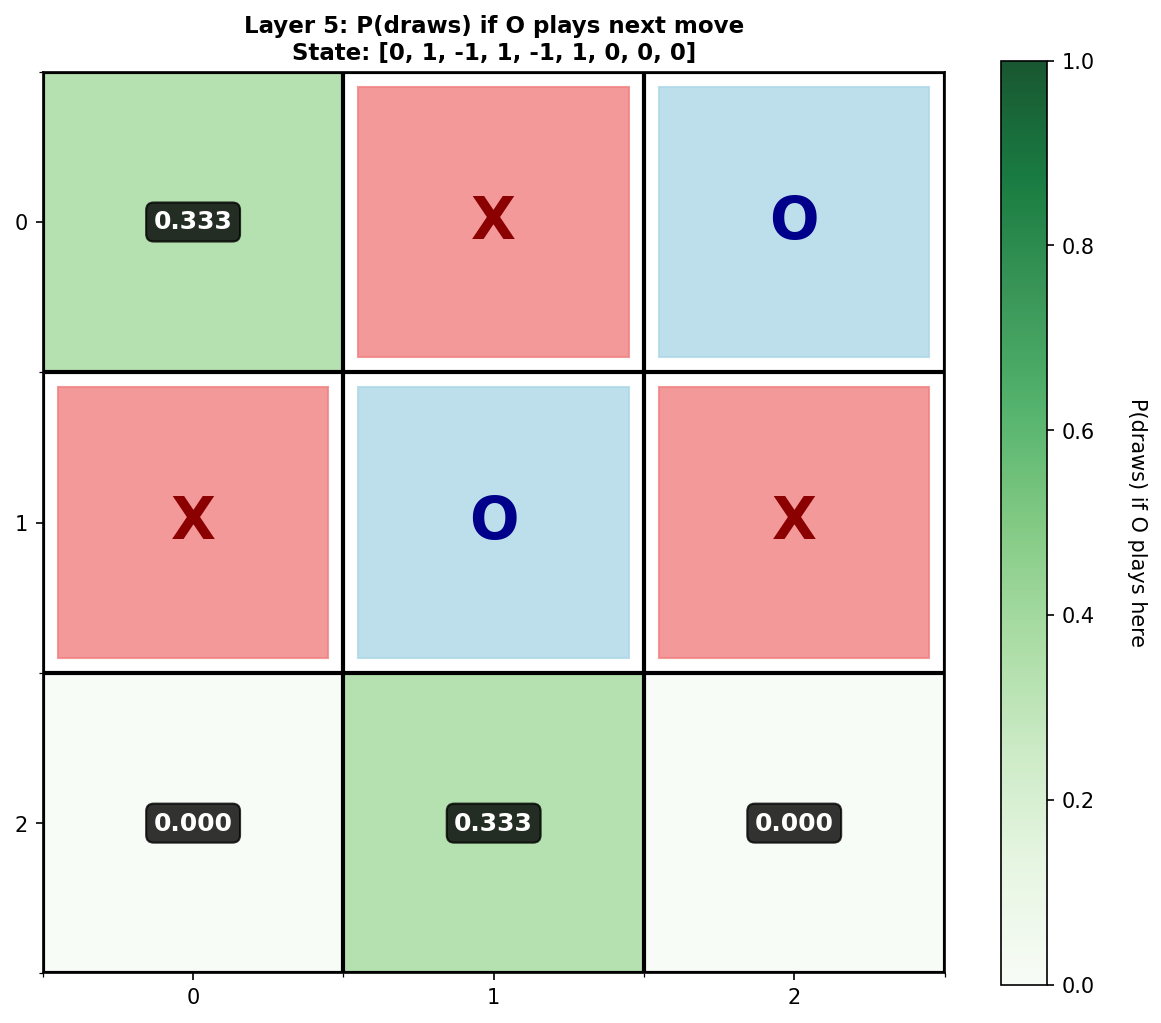 Layer 5: P(draws) if O plays next move
State: [0, 1, -1, 1, -1, 1, 0, 0, 0]
0
0.333
X
O
1
X
O
X
2
0.000
0.333
0.000
0
1
2
1.0
0.8
0.6
0.4
0.2
0.0
P(draws) if O plays here